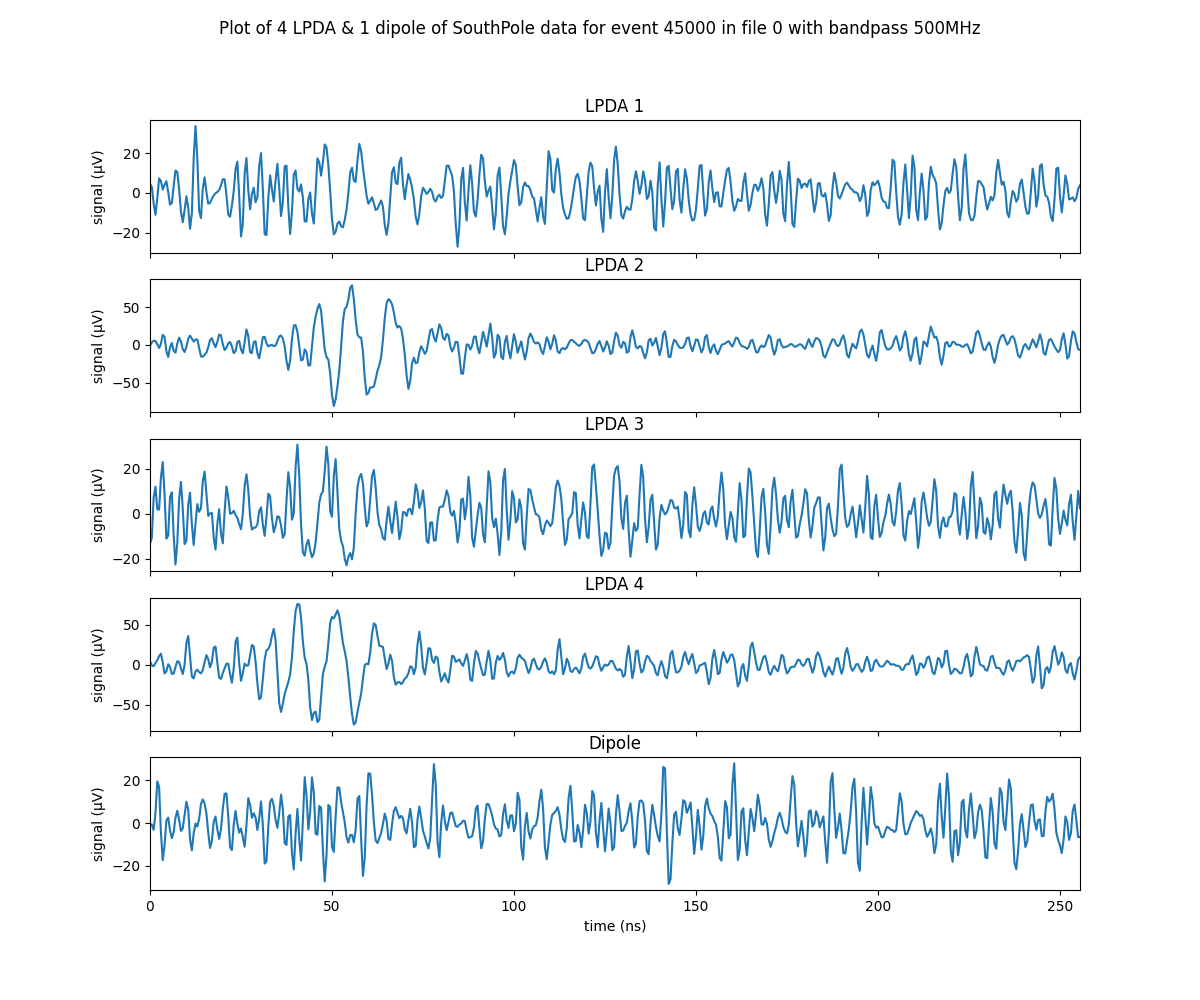 Plot of 4 LPDA & 1 dipole of SouthPole data for event 45000 in file 0 with bandpass 500MHz
LPDA 1
signal (μV)
20
0
−20
LPDA 2
signal (μV)
50
0
−50
LPDA 3
signal (μV)
20
0
−20
LPDA 4
signal (μV)
50
0
−50
Dipole
signal (μV)
20
0
−20
0 50 100 150 200 250
time (ns)